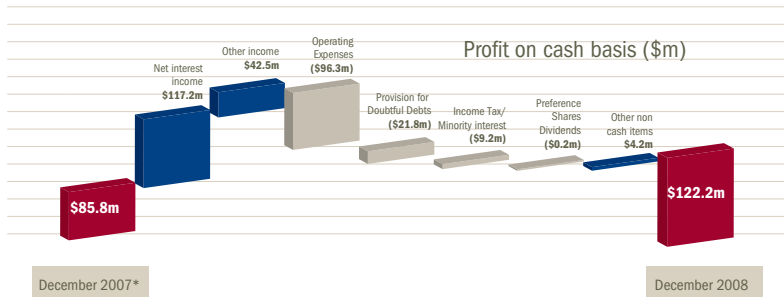 Profit on cash basis ($m)
Net interest
income
$117.2m
Other income
$42.5m
Operating
Expenses
($96.3m)
Provision for
Doubtful Debts
($21.8m)
Income Tax/
Minority interest
($9.2m)
Preference
Shares
Dividends
($0.2m)
Other non
cash items
$4.2m
$85.8m
$122.2m
December 2007*
December 2008